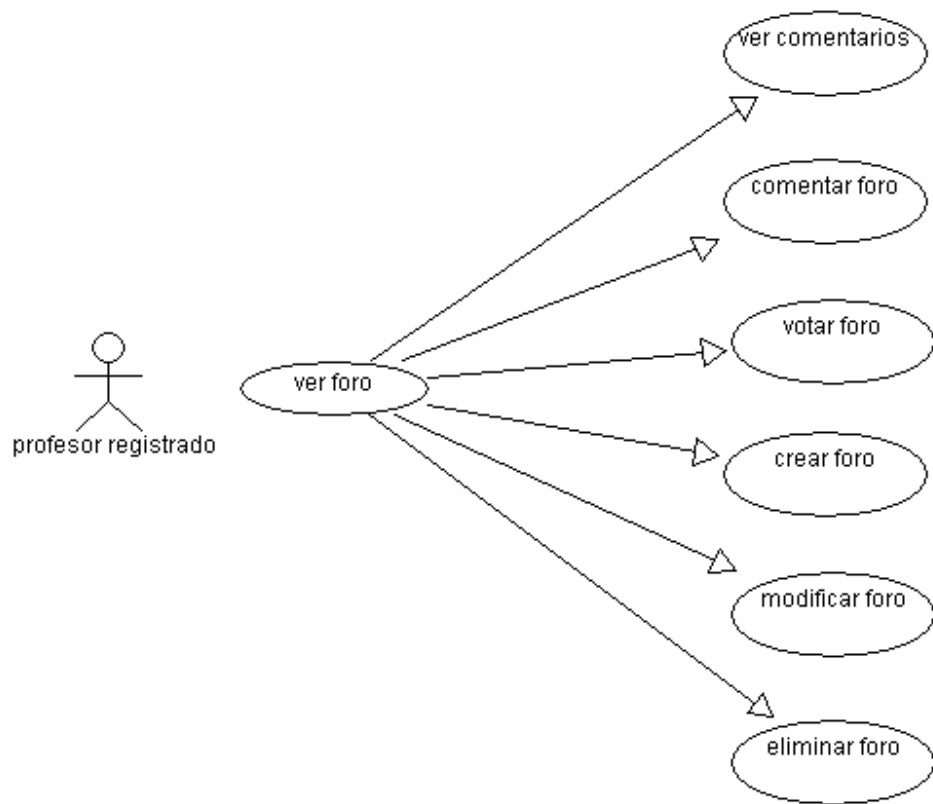 ver comentarios
comentar foro
votar foro
ver foro
profesor registrado
crear foro
modificar foro
eliminar foro